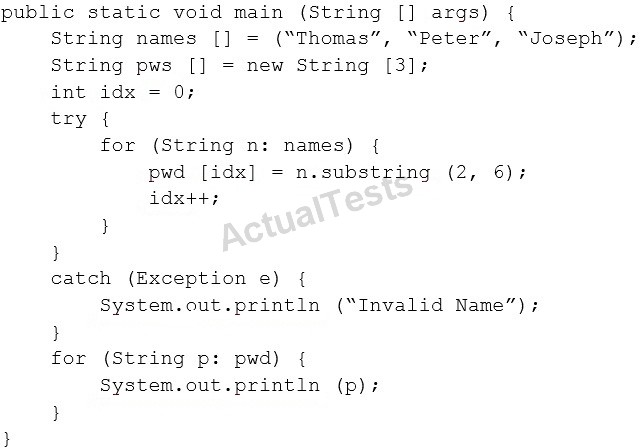 public static void main (String [] args) {
    String names [] = (“Thomas”, “Peter”, “Joseph”);
    String pws [] = new String [3];
    int idx = 0;
    try {
        for (String n: names) {
            pwd [idx] = n.substring (2, 6);
            idx++;
        }
    }
    catch (Exception e) {
        System.out.println (“Invalid Name”);
    }
    for (String p: pwd) {
        System.out.println (p);
    }
}
ActualTests